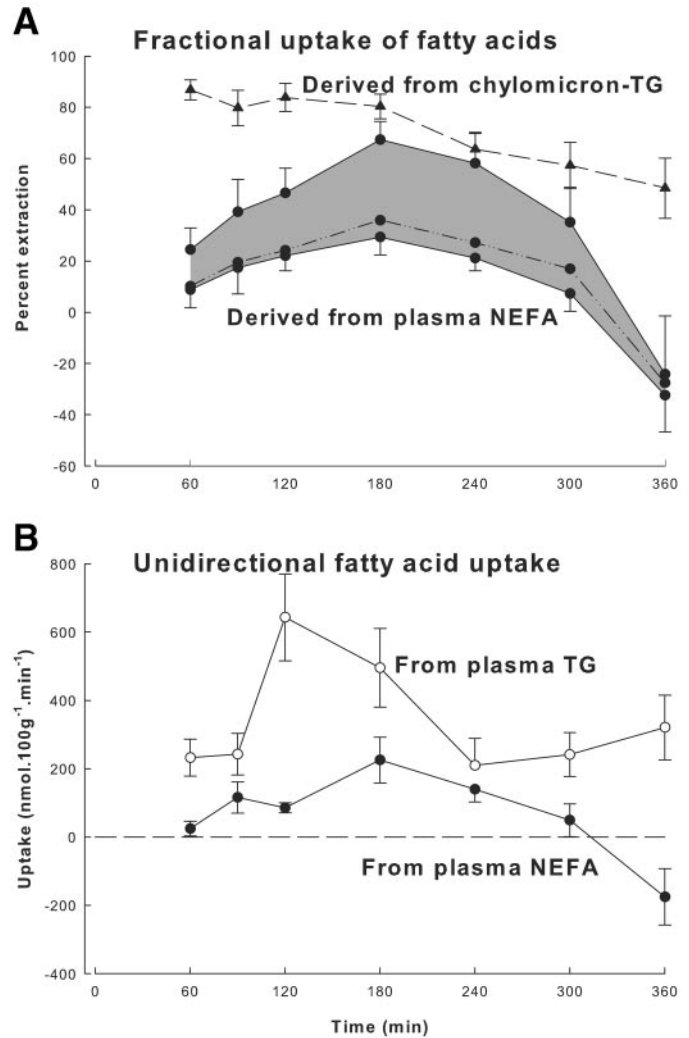 A
Fractional uptake of fatty acids
Derived from chylomicron-TG
Percent extraction
100
80
60
40
20
0
-20
-40
-60
Derived from plasma NEFA
0 60 120 180 240 300 360
B
Unidirectional fatty acid uptake
Uptake (nmol.100g⁻¹.min⁻¹)
800
600
400
200
0
-200
-400
From plasma TG
From plasma NEFA
0 60 120 180 240 300 360
Time (min)